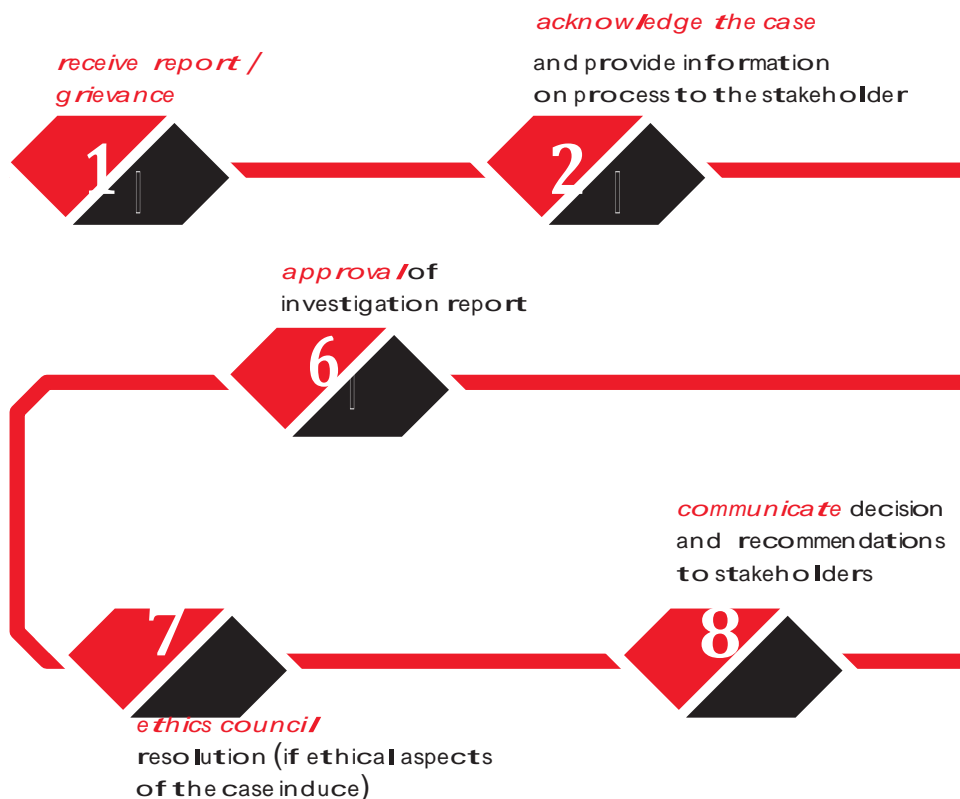 receive report /
grievance
1
acknowledge the case
and provide information
on process to the stakeholder
2
approval of
investigation report
6
7
ethics council
resolution (if ethical aspects
of the case induce)
communicate decision
and recommendations
to stakeholders
8